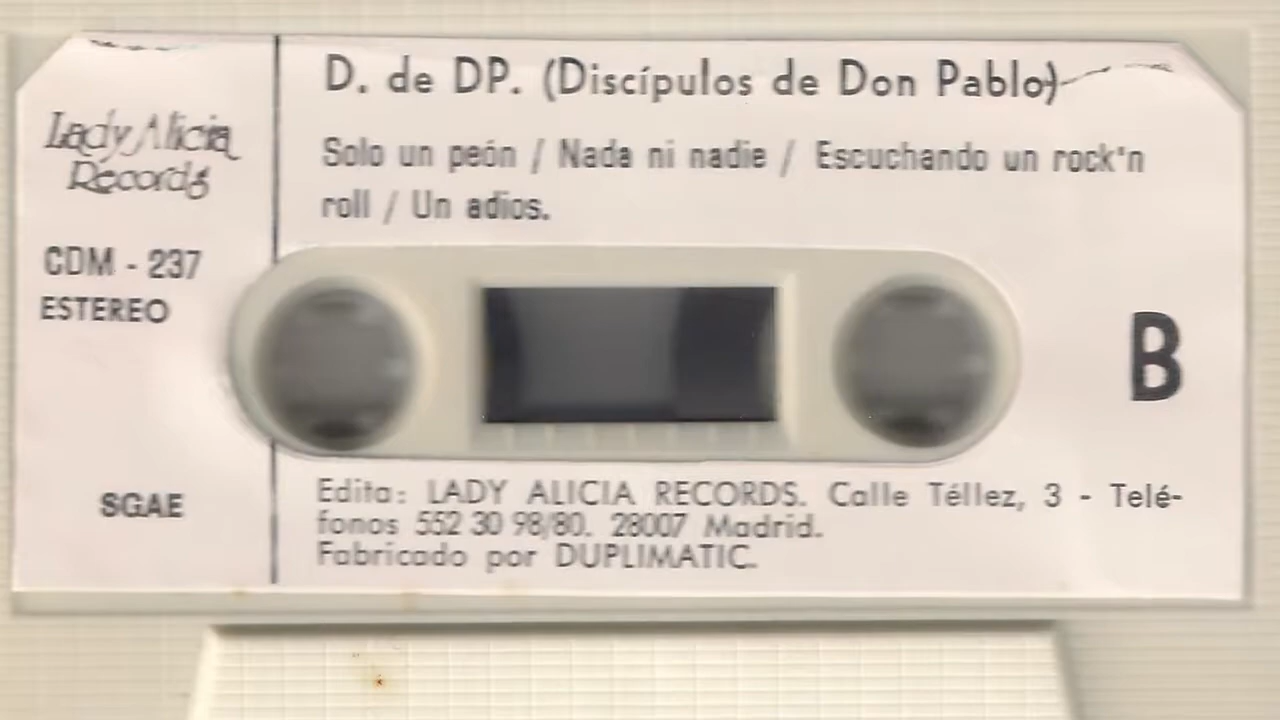 D. de DP. (Discípulos de Don Pablo)
Solo un peón / Nada ni nadie / Escuchando un rock'n
roll / Un adios.
Lady Alicia
Records
CDM - 237
ESTEREO
B
SGAE
Edita: LADY ALICIA RECORDS. Calle Téllez, 3 - Telé-
fonos 552 30 98/80. 28007 Madrid.
Fabricado por DUPLIMATIC.